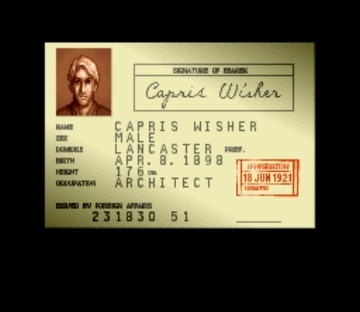 SIGNATURE OF BEARER
Capris Wisher
NAME CAPRIS WISHER
SEX MALE
DOMICILE LANCASTER PREF.
BIRTH APR. 8. 1898
HEIGHT 176 CM.
OCCUPATION ARCHITECT
IMMIGRATION
18 JUN 1921
ISSUED BY FOREIGN AFFAIRS
231830 51